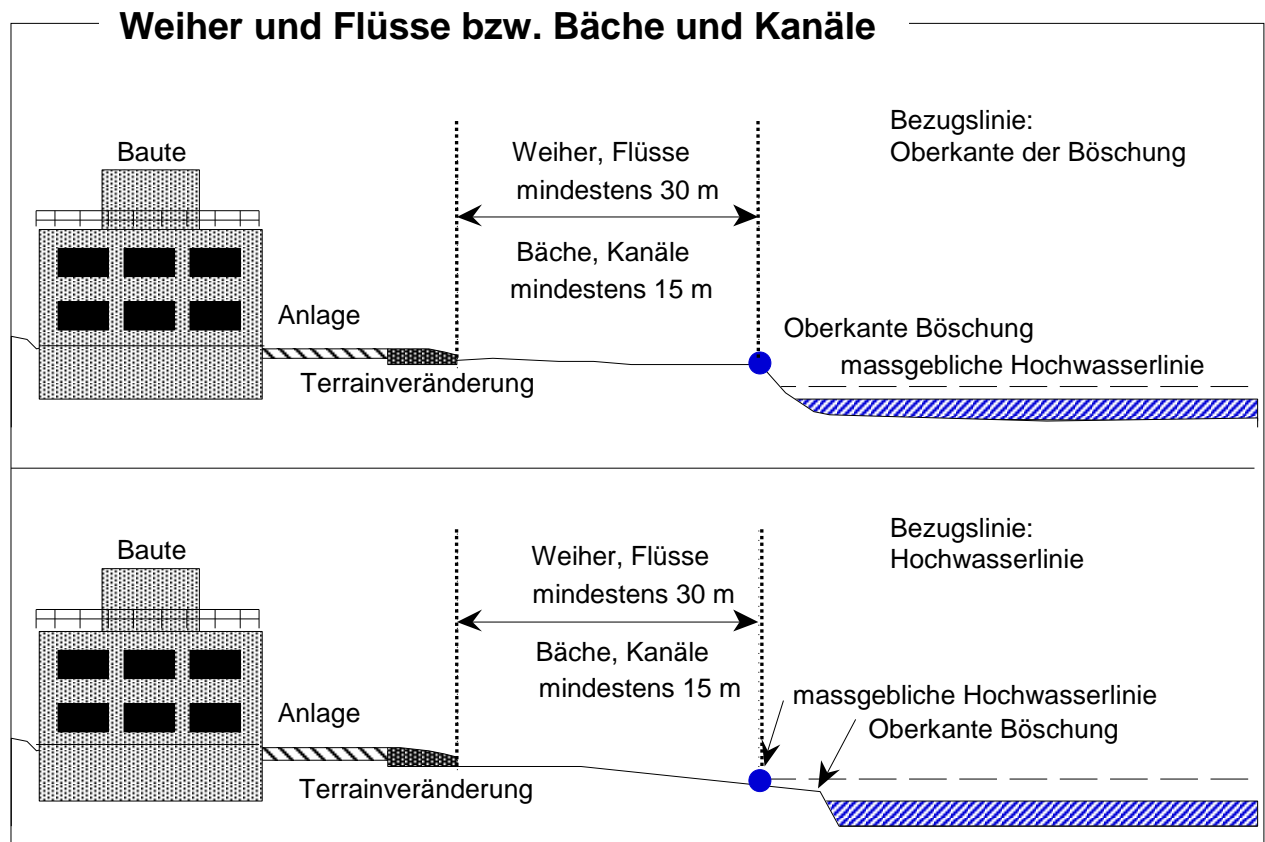 Weiher und Flüsse bzw. Bäche und Kanäle
Bezugslinie:
Oberkante der Böschung
Baute
Weiher, Flüsse
mindestens 30 m
Bäche, Kanäle
mindestens 15 m
Anlage
Oberkante Böschung
massgebliche Hochwasserlinie
Terrainveränderung
Bezugslinie:
Hochwasserlinie
Baute
Weiher, Flüsse
mindestens 30 m
Bäche, Kanäle
mindestens 15 m
massgebliche Hochwasserlinie
Anlage
Oberkante Böschung
Terrainveränderung